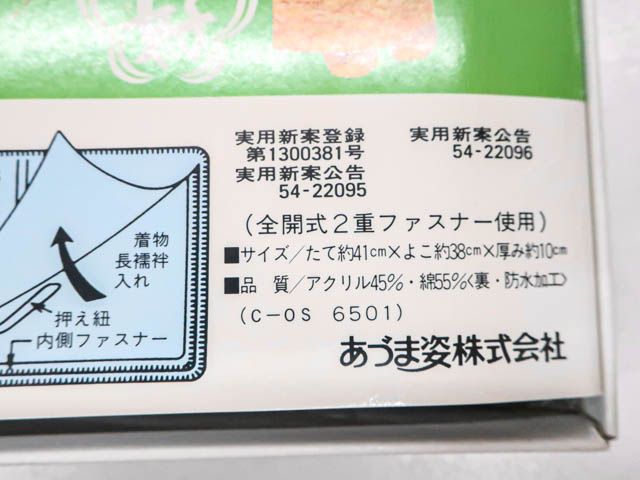 実用新案登録
第1300381号
実用新案公告
54-22095
実用新案公告
54-22096
(全開式2重ファスナー使用)
■サイズ/たて約41cm×よこ約38cm×厚み約10cm
■品 質/アクリル45%・綿55%〈裏・防水加工〉
(C-OS 6501)
あづま姿株式会社
着物
長襦袢
入れ
押え紐
内側ファスナー